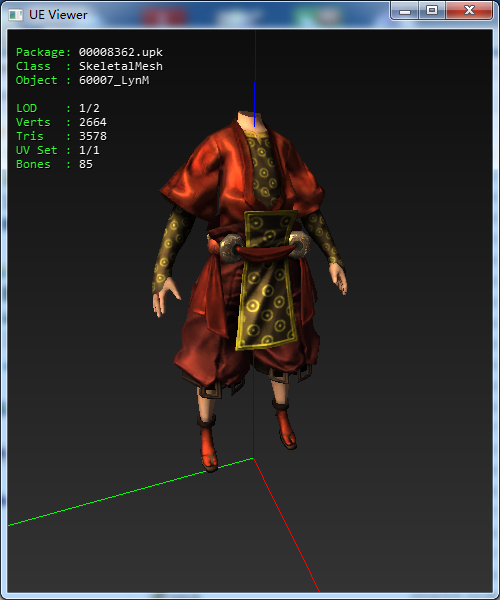 UE Viewer
Package: 00008362.upk
Class : SkeletalMesh
Object : 60007_LynM
LOD : 1/2
Verts : 2664
Tris : 3578
UV Set : 1/1
Bones : 85